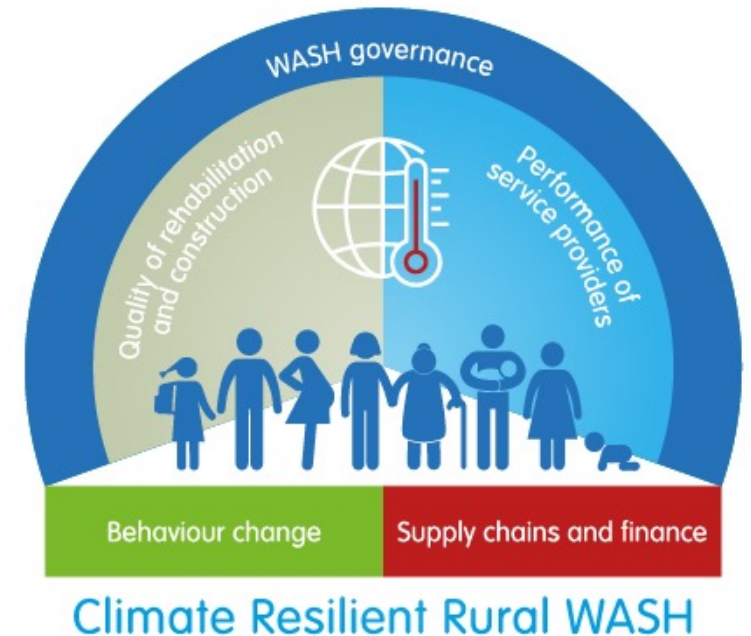 WASH governance
Quality of rehabilitation
and construction
Performance of
service providers
Behaviour change
Supply chains and finance
Climate Resilient Rural WASH